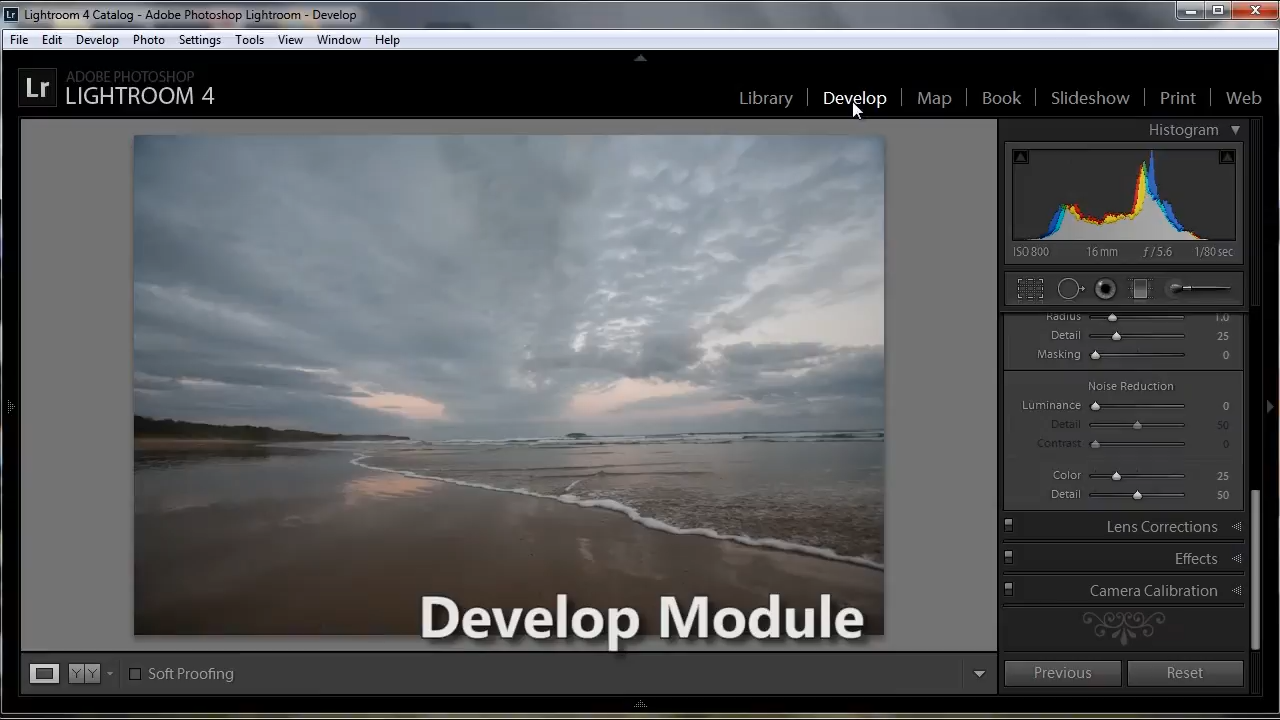 Lightroom 4 Catalog - Adobe Photoshop Lightroom - Develop
File Edit Develop Photo Settings Tools View Window Help
Lr ADOBE PHOTOSHOP
LIGHTROOM 4
Library | Develop | Map | Book | Slideshow | Print | Web
Histogram
ISO 800 16 mm ƒ / 5.6 1/80 sec
Radius 1.0
Detail 25
Masking 0
Noise Reduction
Luminance 0
Detail 50
Contrast 0
Color 25
Detail 50
Lens Corrections
Effects
Camera Calibration
Develop Module
YY Soft Proofing
Previous Reset